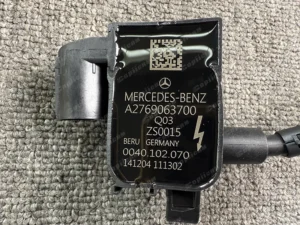 MERCEDES-BENZ
A2769063700
Q03
ZS0015
BERU GERMANY
0040.102.070
141204 111302